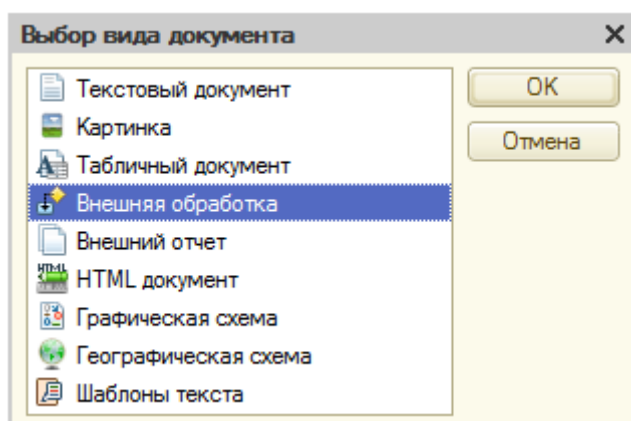 Выбор вида документа
Текстовый документ
OK
Картинка
Отмена
Табличный документ
Внешняя обработка
Внешний отчет
HTML
HTML документ
Графическая схема
Географическая схема
Шаблоны текста